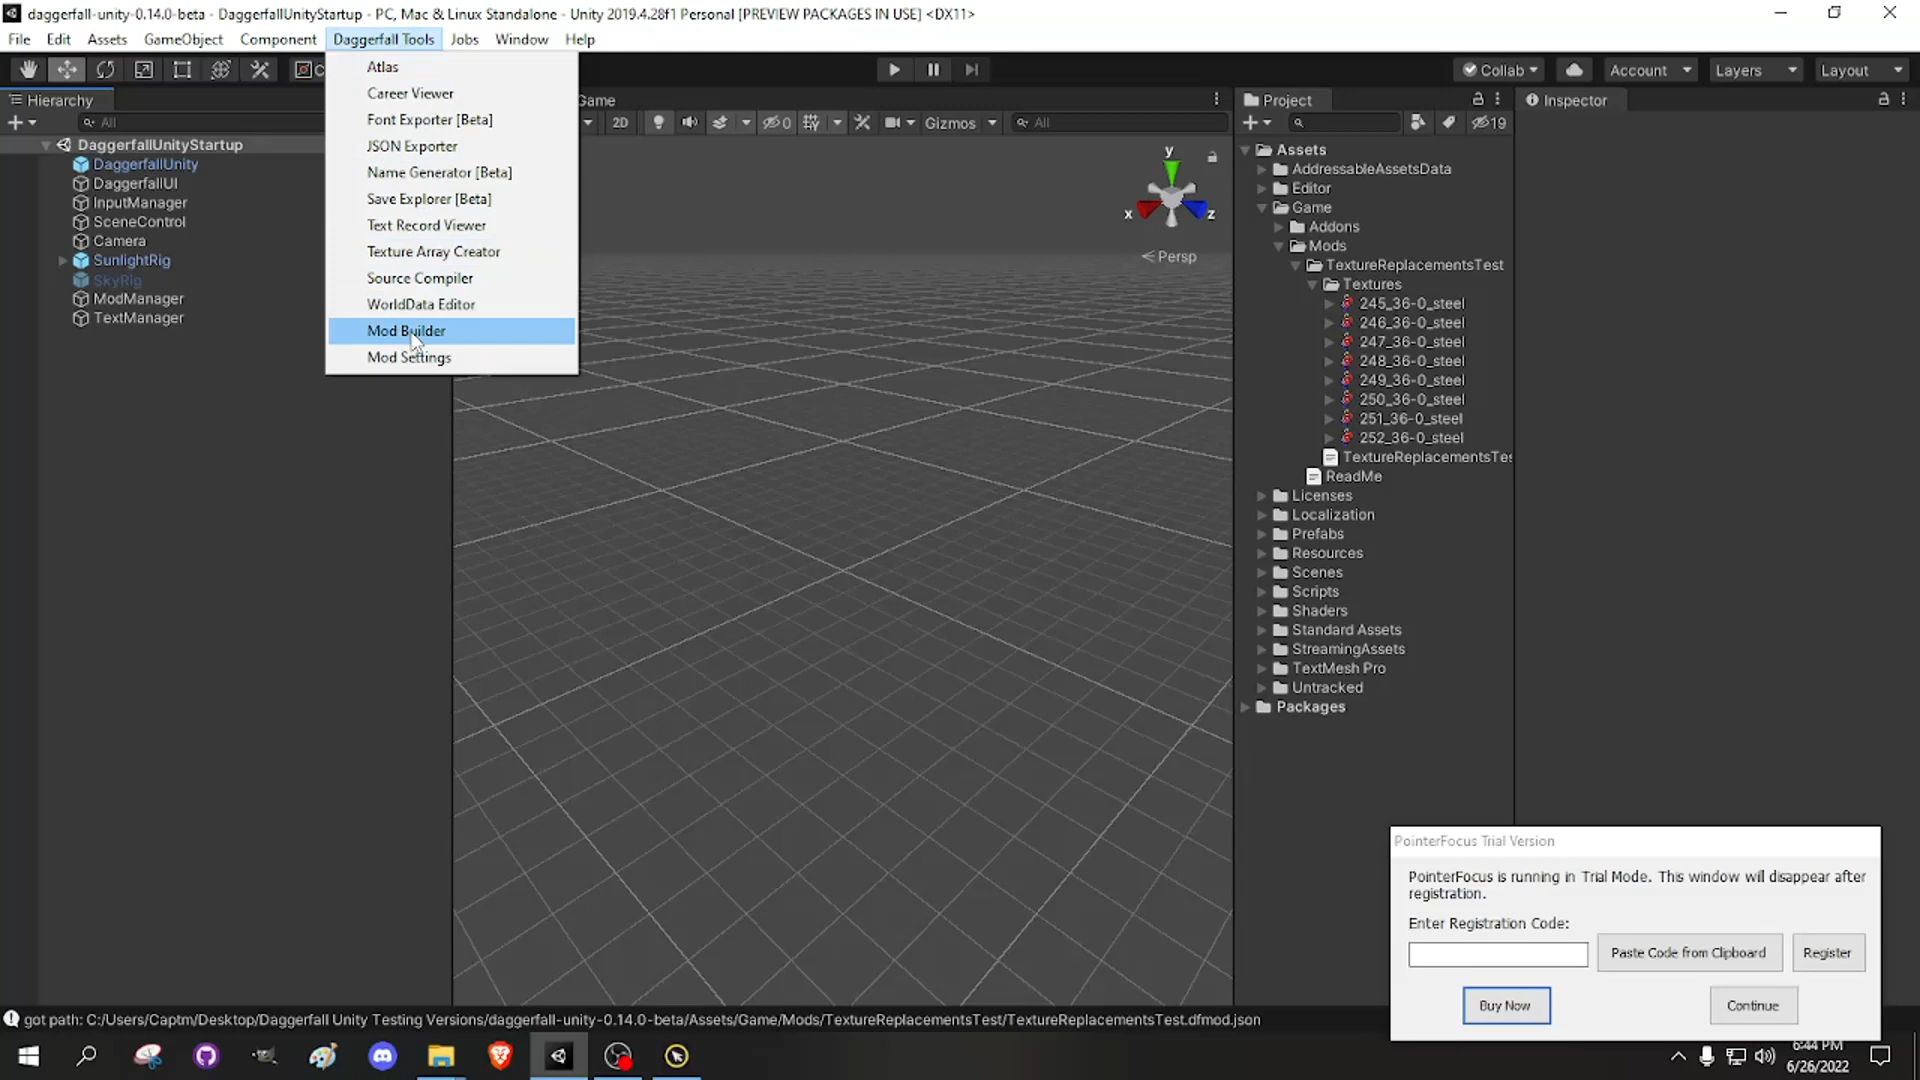 daggerfall-unity-0.14.0-beta - DaggerfallUnityStartup - PC, Mac & Linux Standalone - Unity 2019.4.28f1 Personal [PREVIEW PACKAGES IN USE] <DX11>
File Edit Assets GameObject Component Daggerfall Tools Jobs Window Help
Collab Account Layers Layout
Hierarchy
All
DaggerfallUnityStartup
DaggerfallUnity
DaggerfallUI
InputManager
SceneControl
Camera
SunlightRig
SkyRig
ModManager
TextManager
Atlas
Career Viewer
Font Exporter [Beta]
JSON Exporter
Name Generator [Beta]
Save Explorer [Beta]
Text Record Viewer
Texture Array Creator
Source Compiler
WorldData Editor
Mod Builder
Mod Settings
Game
2D 0 Gizmos All
y
x z
Persp
Project
19
Assets
AddressableAssetsData
Editor
Game
Addons
Mods
TextureReplacementsTest
Textures
245_36-0_steel
246_36-0_steel
247_36-0_steel
248_36-0_steel
249_36-0_steel
250_36-0_steel
251_36-0_steel
252_36-0_steel
TextureReplacementsTes
ReadMe
Licenses
Localization
Prefabs
Resources
Scenes
Scripts
Shaders
Standard Assets
StreamingAssets
TextMesh Pro
Untracked
Packages
Inspector
PointerFocus Trial Version
PointerFocus is running in Trial Mode. This window will disappear after
registration.
Enter Registration Code:
Paste Code from Clipboard Register
Buy Now Continue
got path: C:/Users/Captm/Desktop/Daggerfall Unity Testing Versions/daggerfall-unity-0.14.0-beta/Assets/Game/Mods/TextureReplacementsTest/TextureReplacementsTest.dfmod.json
6:44 PM
6/26/2022